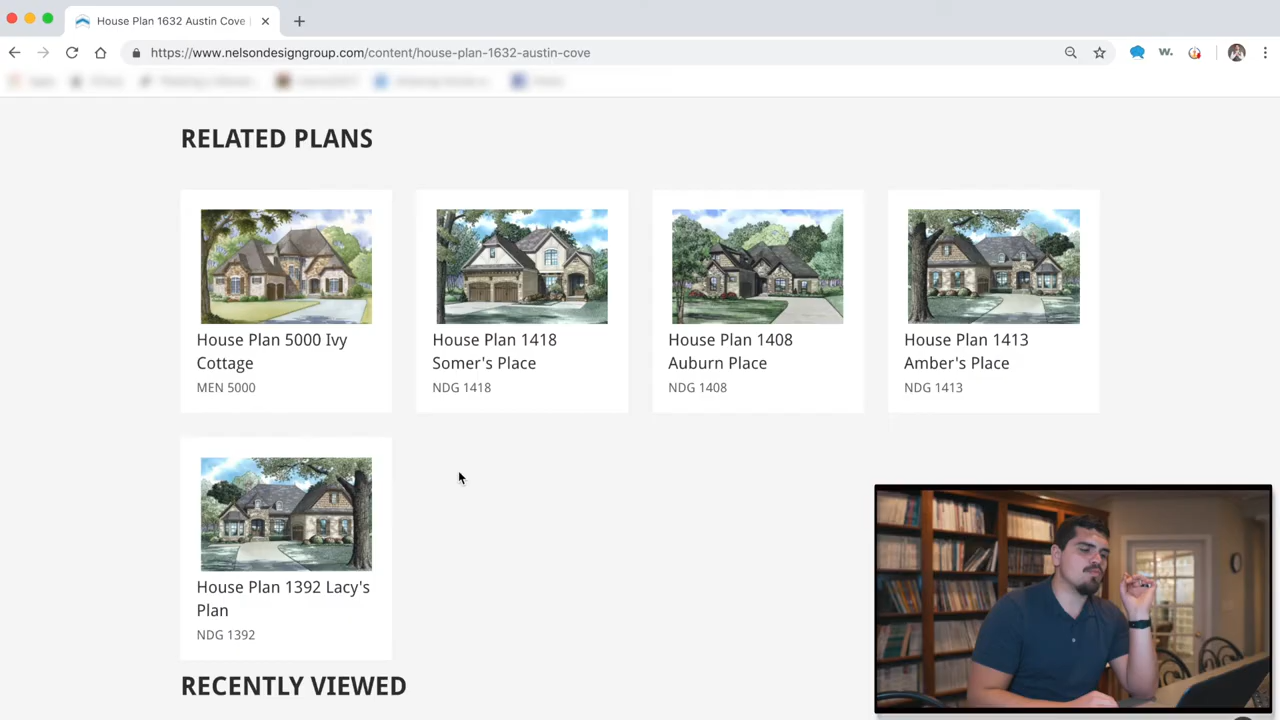 House Plan 1632 Austin Cove
https://www.nelsondesigngroup.com/content/house-plan-1632-austin-cove
w.
RELATED PLANS
House Plan 5000 Ivy
Cottage
MEN 5000
House Plan 1418
Somer's Place
NDG 1418
House Plan 1408
Auburn Place
NDG 1408
House Plan 1413
Amber's Place
NDG 1413
House Plan 1392 Lacy's
Plan
NDG 1392
RECENTLY VIEWED